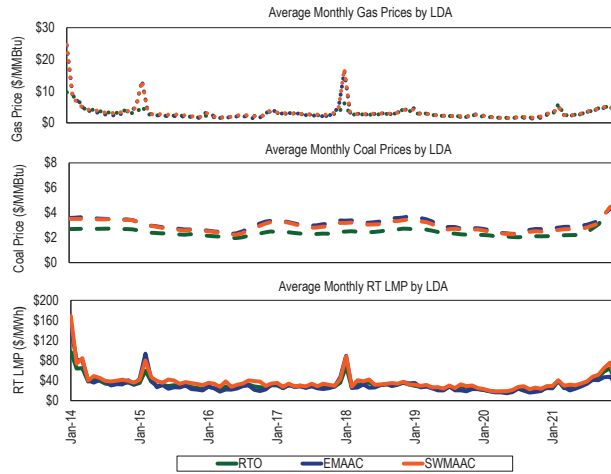 Average Monthly Gas Prices by LDA
Gas Price ($/MMBtu)
$30
$20
$10
$0
Average Monthly Coal Prices by LDA
Coal Price ($/MMBtu)
$8
$6
$4
$2
$0
Average Monthly RT LMP by LDA
RT LMP ($/MWh)
$200
$160
$120
$80
$40
$0
Jan-14
Jan-15
Jan-16
Jan-17
Jan-18
Jan-19
Jan-20
Jan-21
RTO
EMAAC
SWMAAC